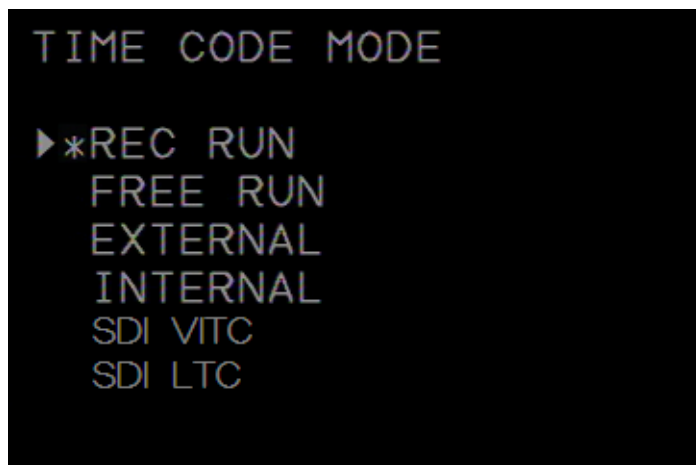 TIME CODE MODE
▶*REC RUN
FREE RUN
EXTERNAL
INTERNAL
SDI VITC
SDI LTC